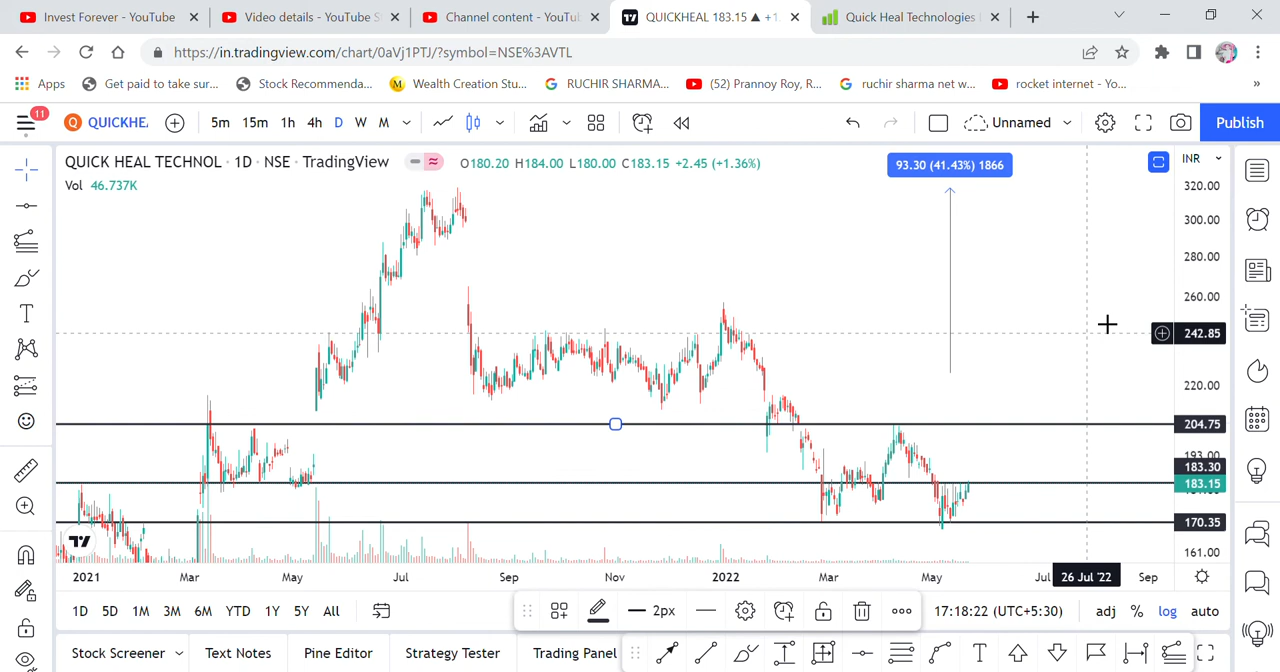 Invest Forever - YouTube
Video details - YouTube S
Channel content - YouTu
QUICKHEAL 183.15 ▲ +1.
Quick Heal Technologies
https://in.tradingview.com/chart/0aVj1PTJ/?symbol=NSE%3AVTL
Apps
Get paid to take sur...
Stock Recommenda...
Wealth Creation Stu...
RUCHIR SHARMA...
(52) Prannoy Roy, R...
ruchir sharma net w...
rocket internet - Yo...
11
Q QUICKHE.
5m 15m 1h 4h D W M
Unnamed
Publish
QUICK HEAL TECHNOL · 1D · NSE · TradingView
O180.20 H184.00 L180.00 C183.15 +2.45 (+1.36%)
Vol 46.737K
93.30 (41.43%) 1866
INR
320.00
300.00
280.00
260.00
242.85
220.00
204.75
193.00
183.30
183.15
170.35
161.00
2021 Mar May Jul Sep Nov 2022 Mar May Jul 26 Jul '22 Sep
1D 5D 1M 3M 6M YTD 1Y 5Y All
2px
17:18:22 (UTC+5:30)
adj % log auto
Stock Screener
Text Notes
Pine Editor
Strategy Tester
Trading Panel